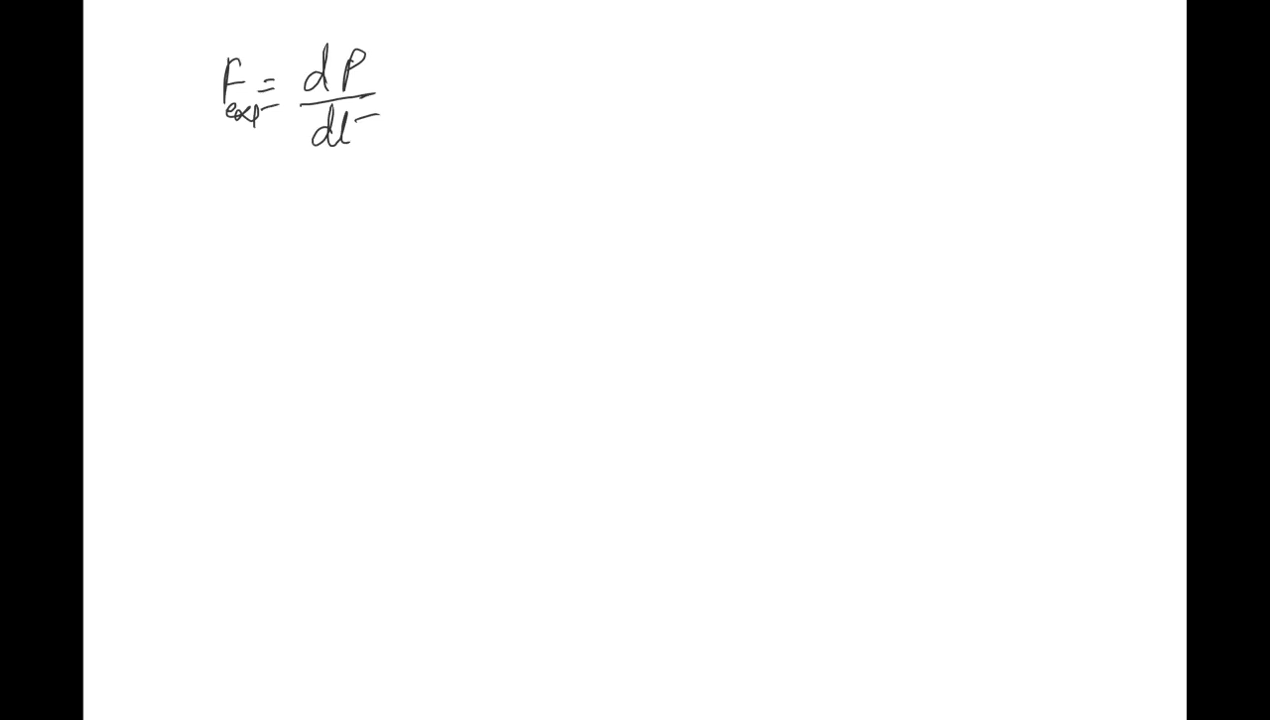 F_ext = dP/dt